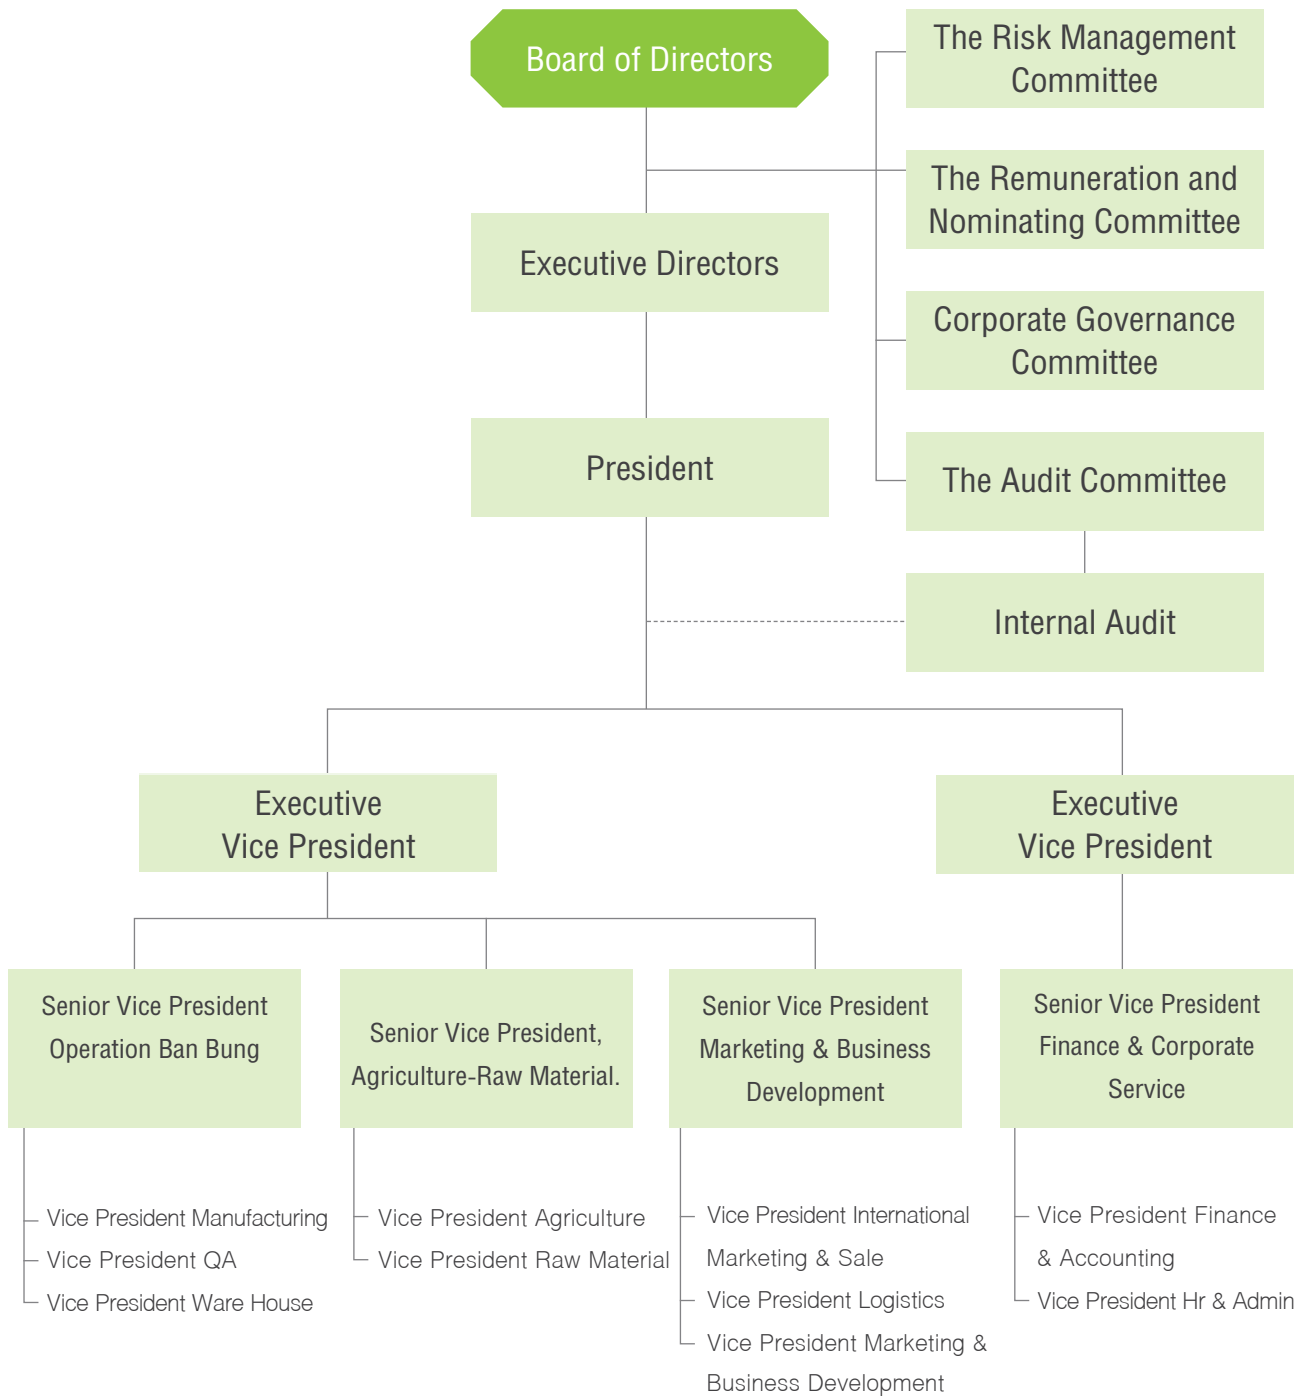 Board of Directors
The Risk Management
Committee
The Remuneration and
Nominating Committee
Executive Directors
Corporate Governance
Committee
President
The Audit Committee
Internal Audit
Executive
Vice President
Executive
Vice President
Senior Vice President
Operation Ban Bung
Senior Vice President,
Agriculture-Raw Material.
Senior Vice President
Marketing & Business
Development
Senior Vice President
Finance & Corporate
Service
Vice President Manufacturing
Vice President QA
Vice President Ware House
Vice President Agriculture
Vice President Raw Material
Vice President International
Marketing & Sale
Vice President Logistics
Vice President Marketing &
Business Development
Vice President Finance
& Accounting
Vice President Hr & Admin